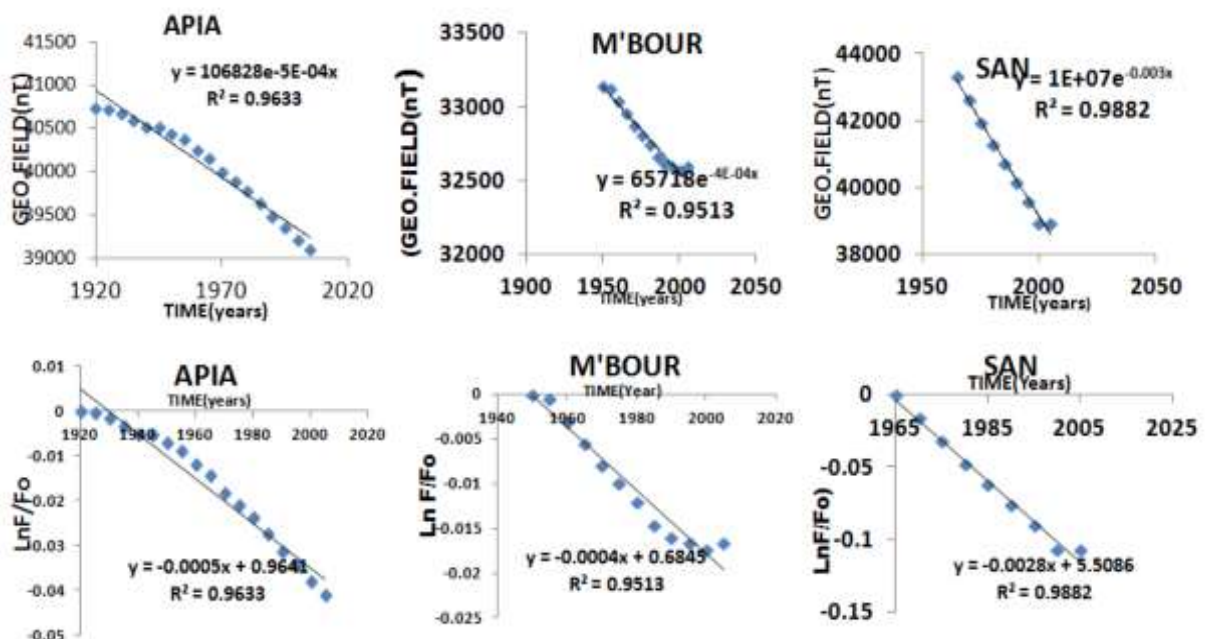 APIA
y = 106828e-5E-04x
R² = 0.9633
GEO.FIELD(nT)
41500
41000
40500
40000
39500
39000
1920
1970
2020
TIME(years)
M'BOUR
y = 65718e-4E-04x
R² = 0.9513
(GEO.FIELD(nT)
33500
33000
32500
32000
1900
1950
2000
2050
TIME(years)
SAN
y = 1E+07e-0.003x
R² = 0.9882
GEO.FIELD(nT)
44000
42000
40000
38000
1950
2000
2050
TIME(years)
APIA
TIME(years)
LnF/Fo
0.01
0
-0.01
-0.02
-0.03
-0.04
-0.05
1920
1940
1960
1980
2000
2020
y = -0.0005x + 0.9641
R² = 0.9633
M'BOUR
TIME(Year)
Ln F/Fo
0
-0.005
-0.01
-0.015
-0.02
-0.025
1940
1960
1980
2000
2020
y = -0.0004x + 0.6845
R² = 0.9513
SAN
TIME(Years)
LnF/Fo)
0
-0.05
-0.1
-0.15
1965
1985
2005
2025
y = -0.0028x + 5.5086
R² = 0.9882